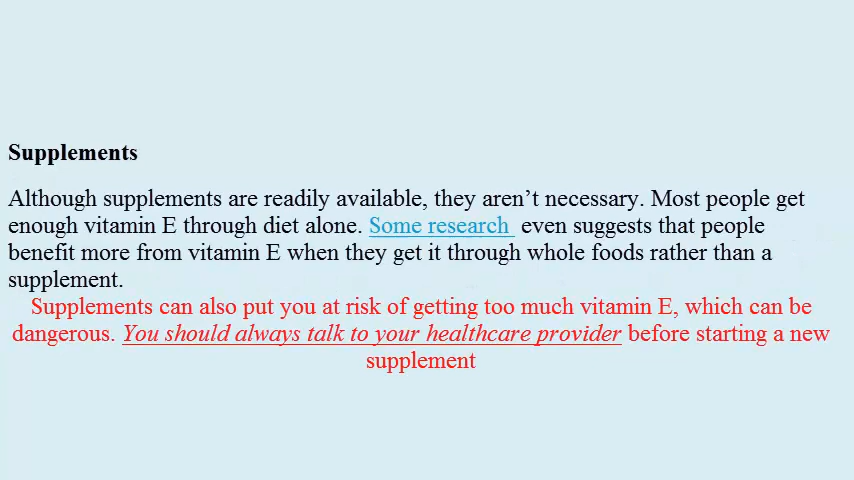 Supplements
Although supplements are readily available, they aren’t necessary. Most people get
enough vitamin E through diet alone. Some research even suggests that people
benefit more from vitamin E when they get it through whole foods rather than a
supplement.
Supplements can also put you at risk of getting too much vitamin E, which can be
dangerous. You should always talk to your healthcare provider before starting a new
supplement